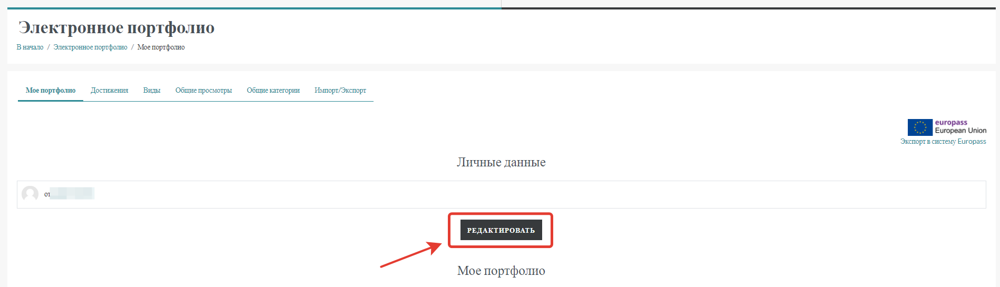 Электронное портфолио
В начало / Электронное портфолио / Мое портфолио
Мое портфолио Достижения Виды Общие просмотры Общие категории Импорт/Экспорт
europass
European Union
Экспорт в систему Europass
Личные данные
от
РЕДАКТИРОВАТЬ
Мое портфолио